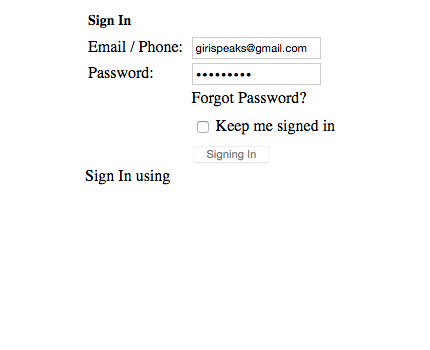 Sign In
Email / Phone: girispeaks@gmail.com
Password: •••••••••
Forgot Password?
Keep me signed in
Signing In
Sign In using